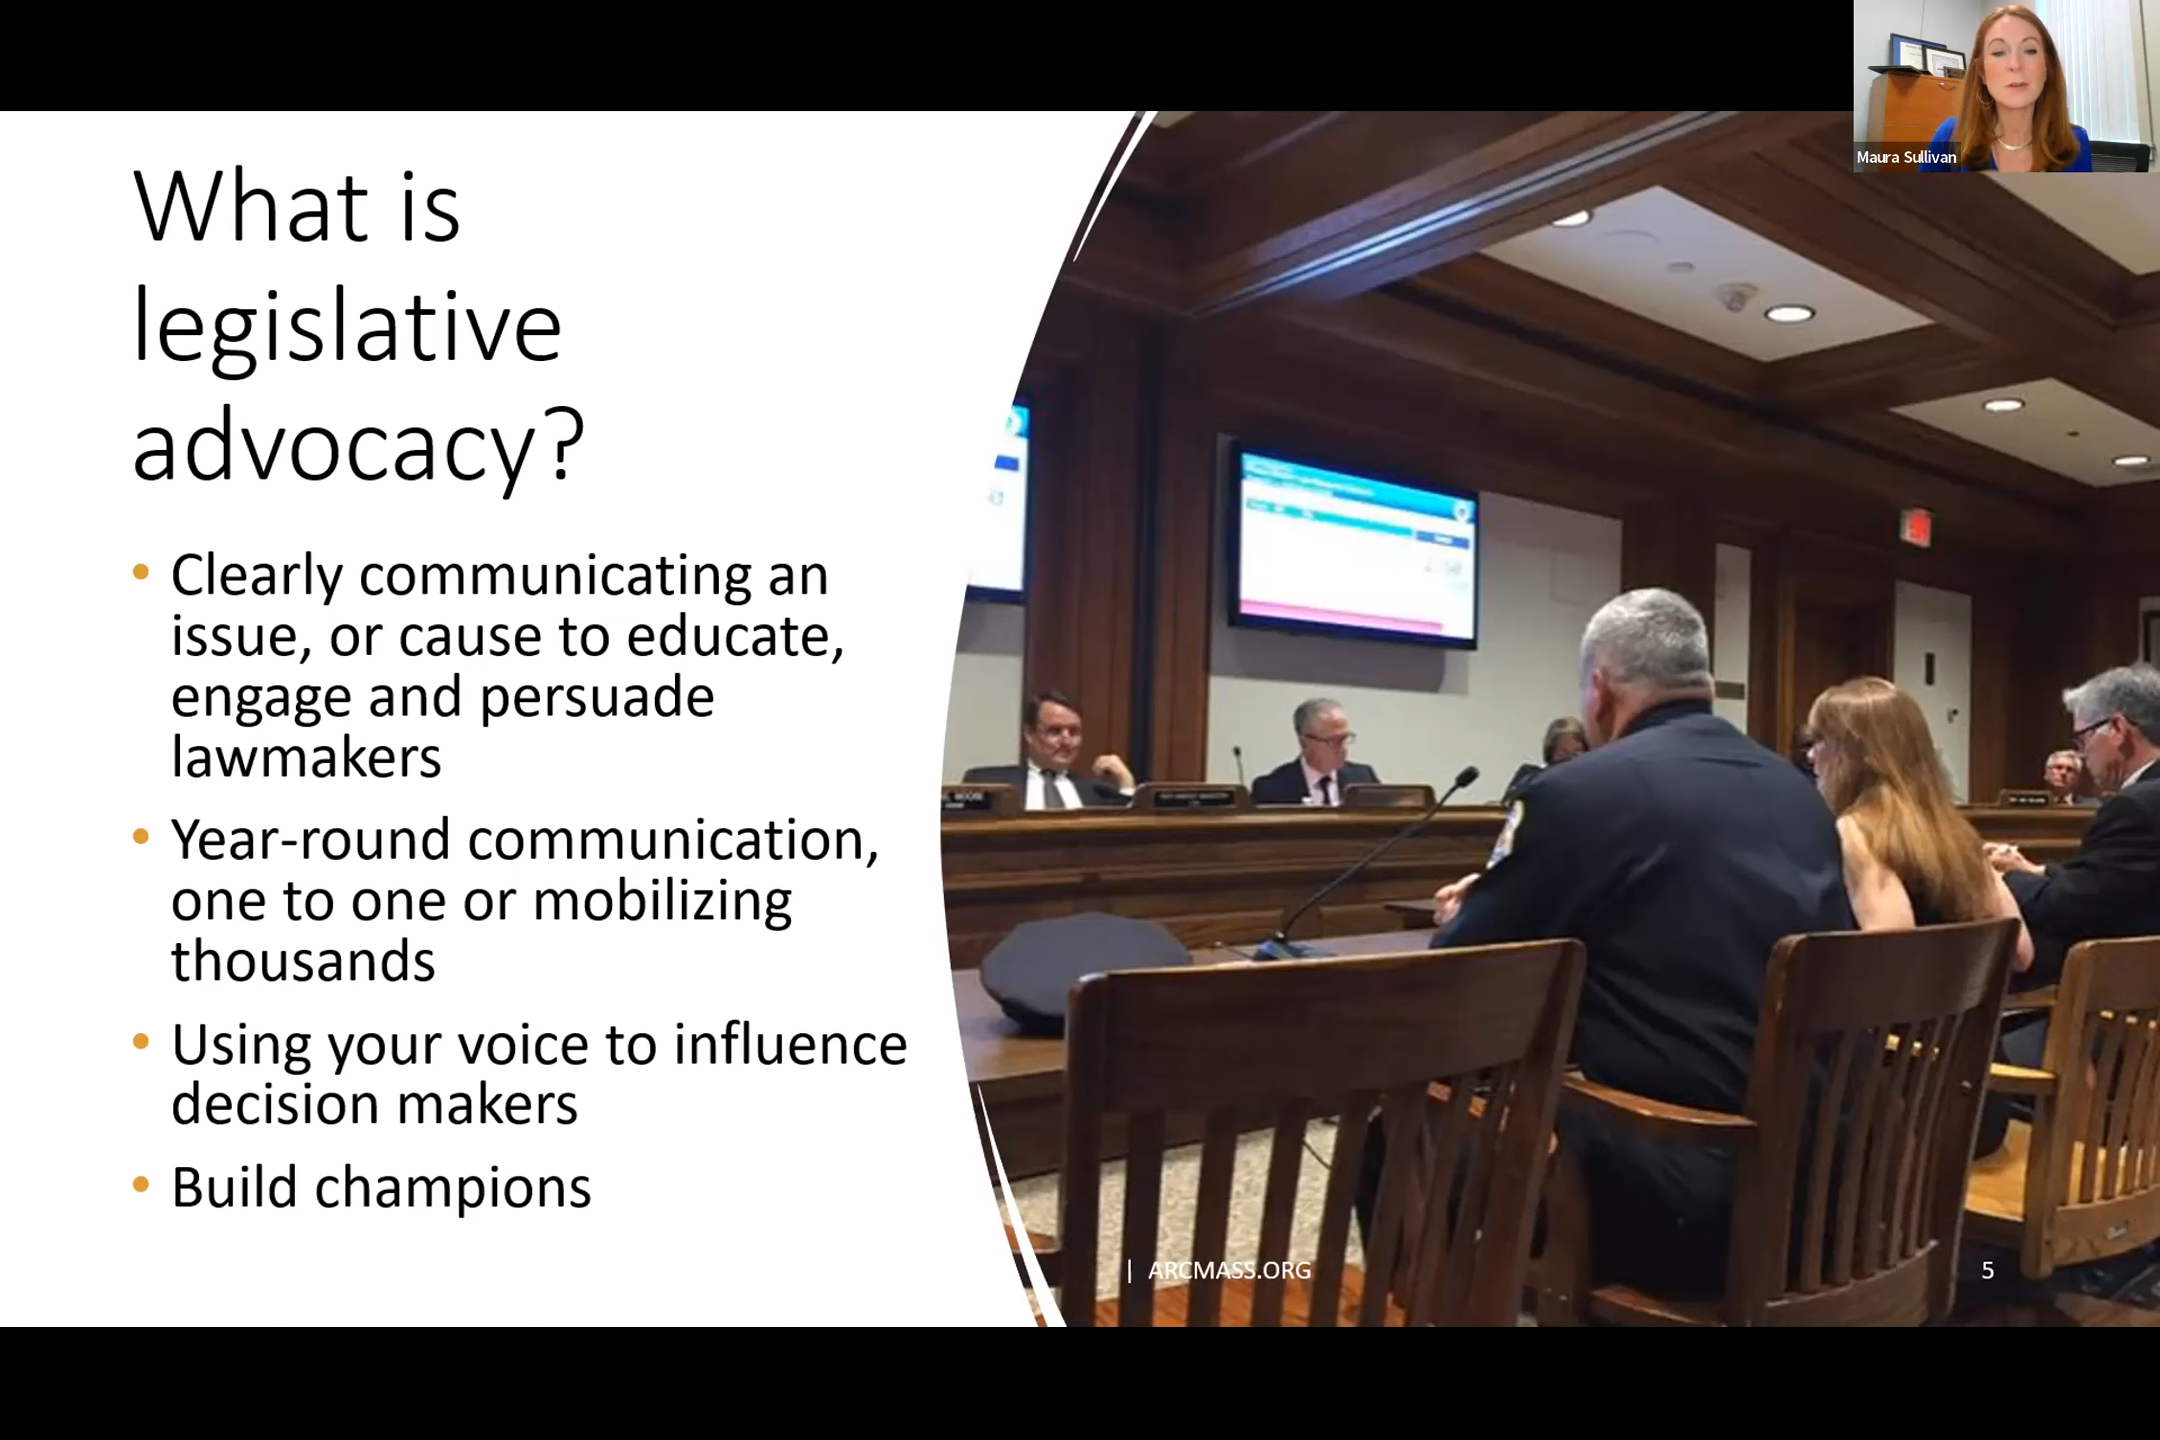 Maura Sullivan
What is
legislative
advocacy?
• Clearly communicating an
issue, or cause to educate,
engage and persuade
lawmakers
• Year-round communication,
one to one or mobilizing
thousands
• Using your voice to influence
decision makers
• Build champions
| ARCMASS.ORG
5